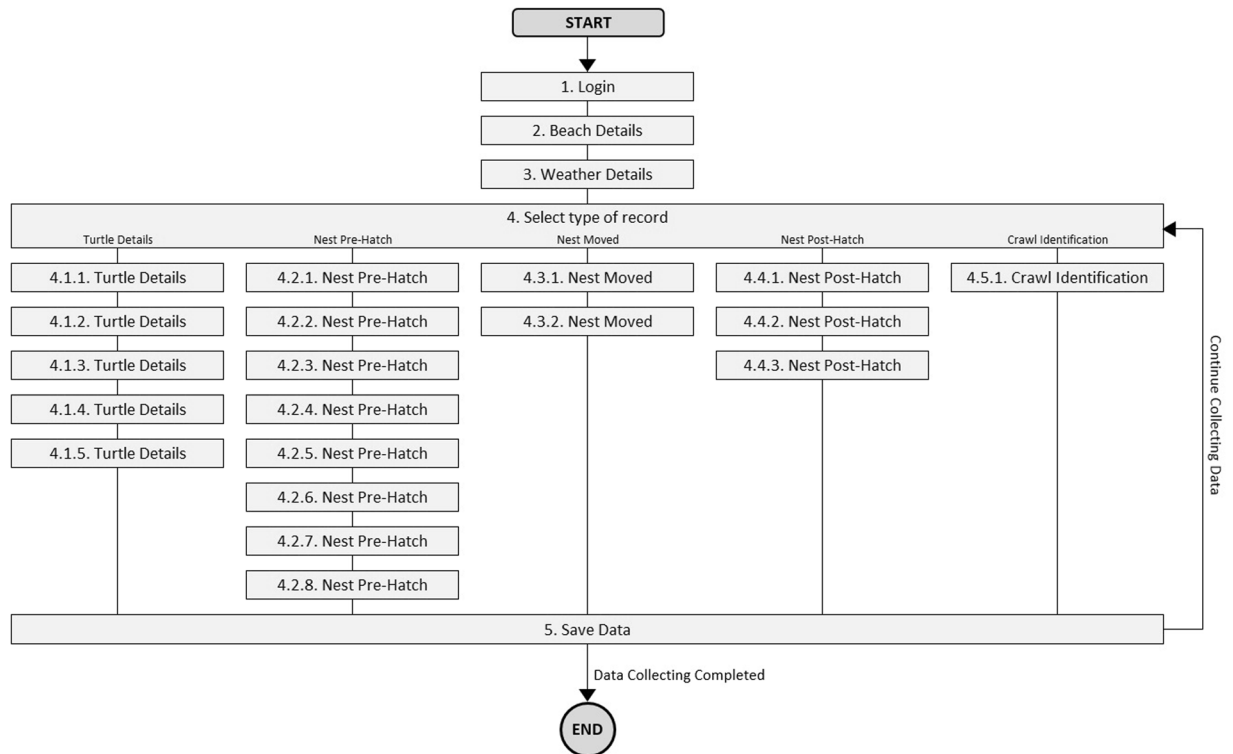 START
1. Login
2. Beach Details
3. Weather Details
4. Select type of record
Turtle Details
Nest Pre-Hatch
Nest Moved
Nest Post-Hatch
Crawl Identification
4.1.1. Turtle Details
4.2.1. Nest Pre-Hatch
4.3.1. Nest Moved
4.4.1. Nest Post-Hatch
4.5.1. Crawl Identification
4.1.2. Turtle Details
4.2.2. Nest Pre-Hatch
4.3.2. Nest Moved
4.4.2. Nest Post-Hatch
4.1.3. Turtle Details
4.2.3. Nest Pre-Hatch
4.4.3. Nest Post-Hatch
4.1.4. Turtle Details
4.2.4. Nest Pre-Hatch
4.1.5. Turtle Details
4.2.5. Nest Pre-Hatch
4.2.6. Nest Pre-Hatch
4.2.7. Nest Pre-Hatch
4.2.8. Nest Pre-Hatch
Continue Collecting Data
5. Save Data
Data Collecting Completed
END